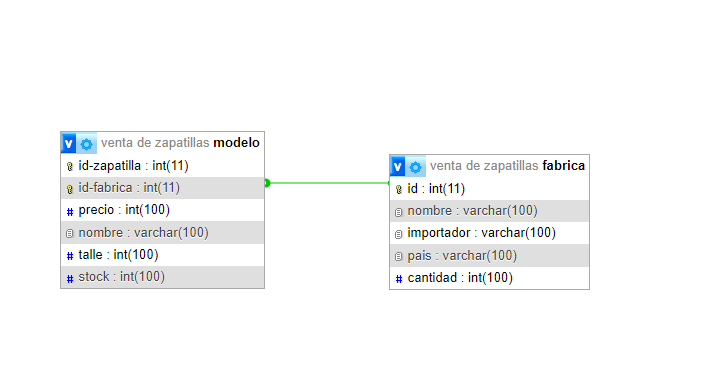 v venta de zapatillas modelo
id-zapatilla : int(11)
id-fabrica : int(11)
# precio : int(100)
nombre : varchar(100)
# talle : int(100)
# stock : int(100)
v venta de zapatillas fabrica
id : int(11)
nombre : varchar(100)
importador : varchar(100)
pais : varchar(100)
# cantidad : int(100)